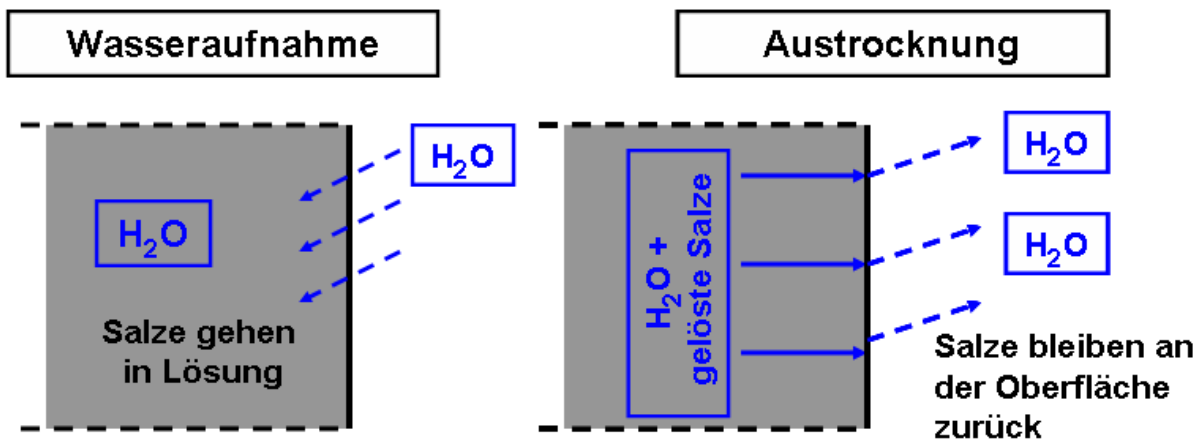 Wasseraufnahme
H₂O
H₂O
Salze gehen
in Lösung
Austrocknung
H₂O +
gelöste Salze
H₂O
H₂O
Salze bleiben an
der Oberfläche
zurück